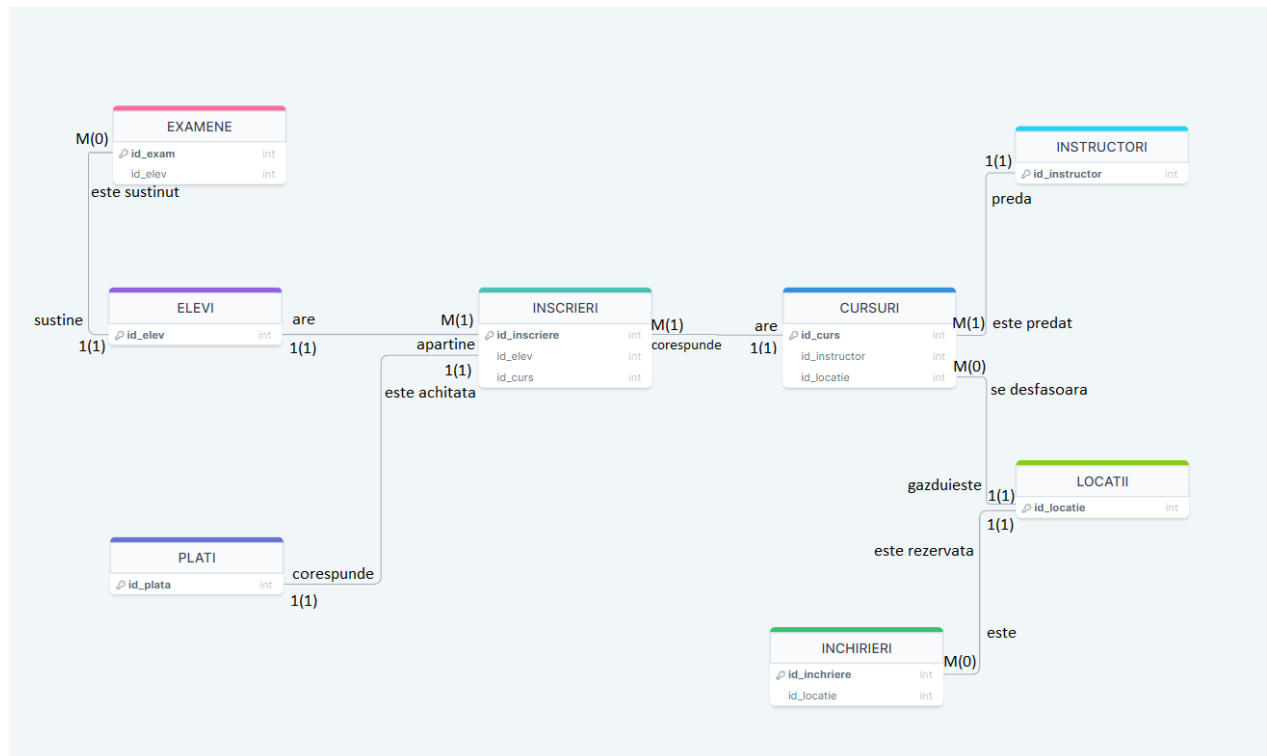 EXAMENE
M(0)
id_exam int
id_elev int
este sustinut
INSTRUCTORI
1(1)
id_instructor int
preda
ELEVI
sustine
id_elev int
1(1)
are
1(1)
INSCRIERI
M(1)
id_inscriere int
apartine
id_elev int
1(1)
id_curs int
este achitata
M(1)
corespunde
are
1(1)
CURSURI
id_curs int
id_instructor int
id_locatie int
M(1)
este predat
M(0)
se desfasoara
gazduieste
1(1)
LOCATII
id_locatie int
1(1)
este rezervata
PLATI
id_plata int
corespunde
1(1)
este
INCHIRIERI
M(0)
id_inchriere int
id_locatie int